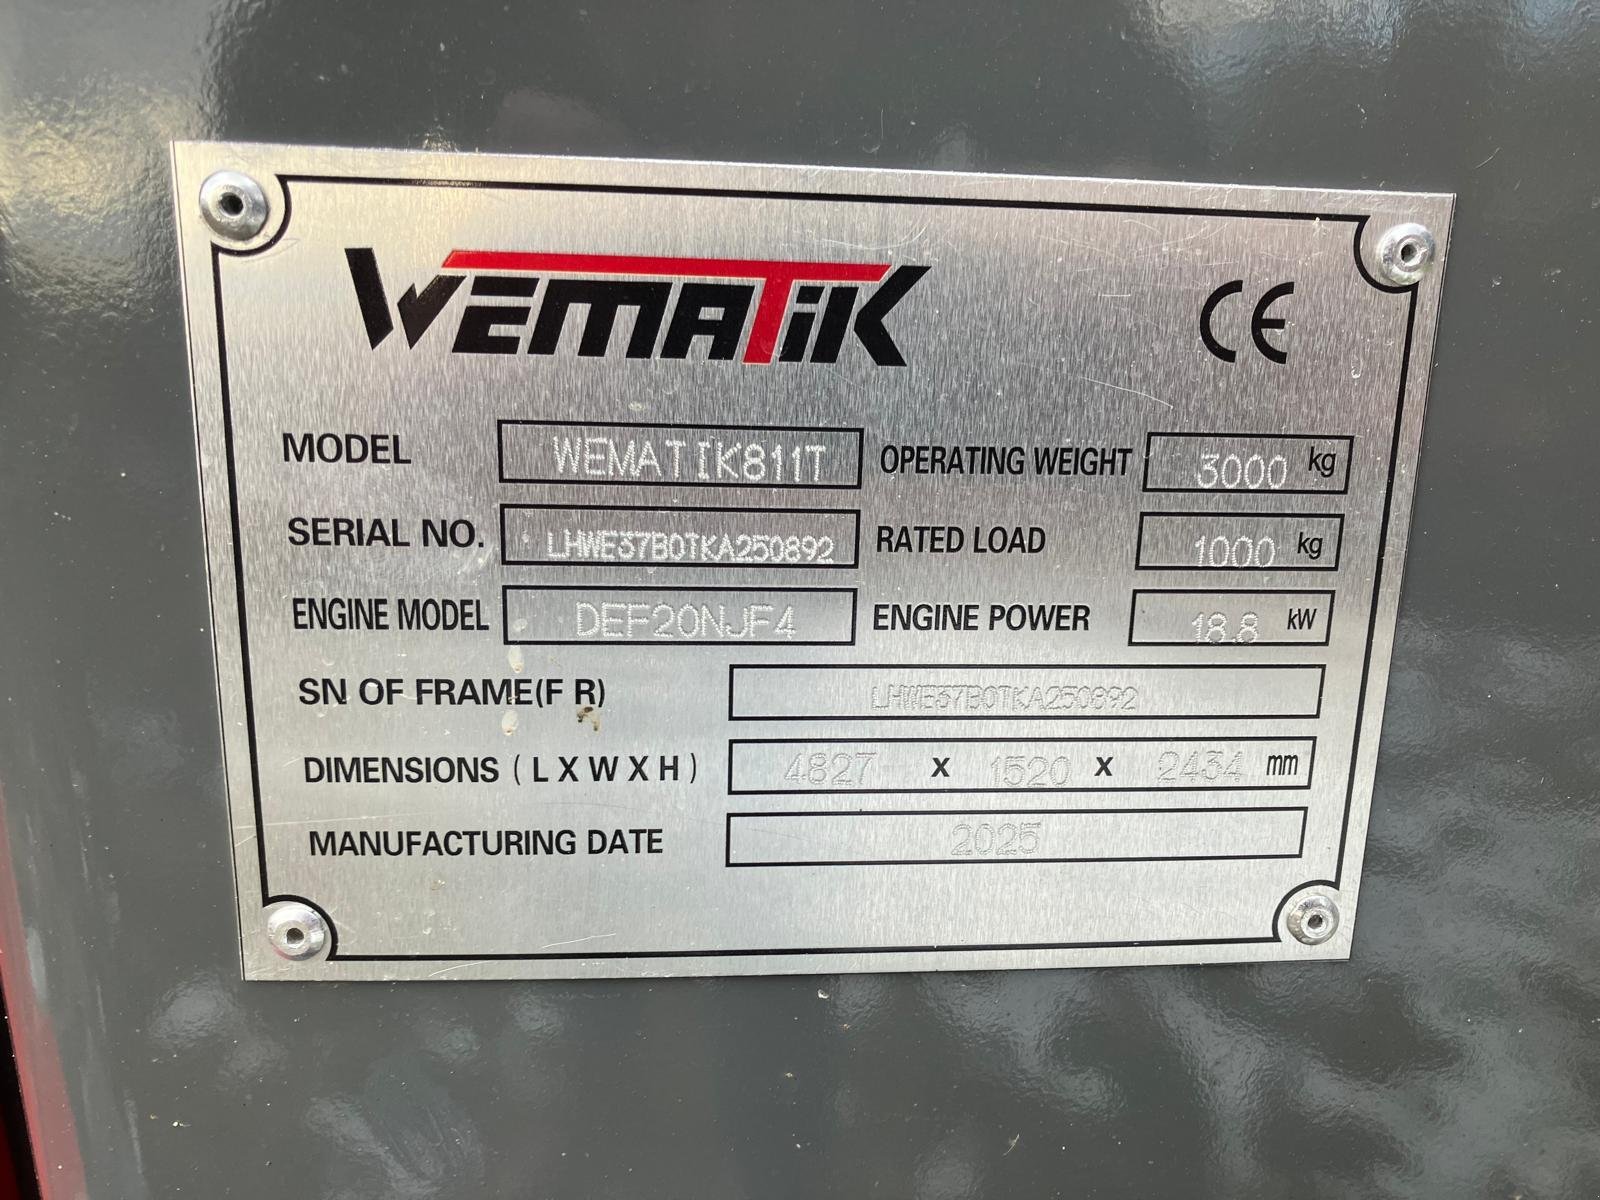 WEMATIK CE
MODEL WEMATIK811T OPERATING WEIGHT 3000 kg
SERIAL NO. LHWE37B0TKA250892 RATED LOAD 1000 kg
ENGINE MODEL DEF20NJF4 ENGINE POWER 18.8 kW
SN OF FRAME(F R) LHWE37B0TKA250892
DIMENSIONS ( L X W X H ) 4827 X 1520 X 2434 mm
MANUFACTURING DATE 2025